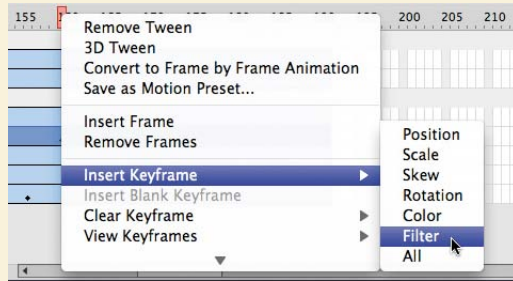 155
200 205 210
Remove Tween
3D Tween
Convert to Frame by Frame Animation
Save as Motion Preset...
Insert Frame
Remove Frames
Insert Keyframe
Insert Blank Keyframe
Clear Keyframe
View Keyframes
Position
Scale
Skew
Rotation
Color
Filter
All